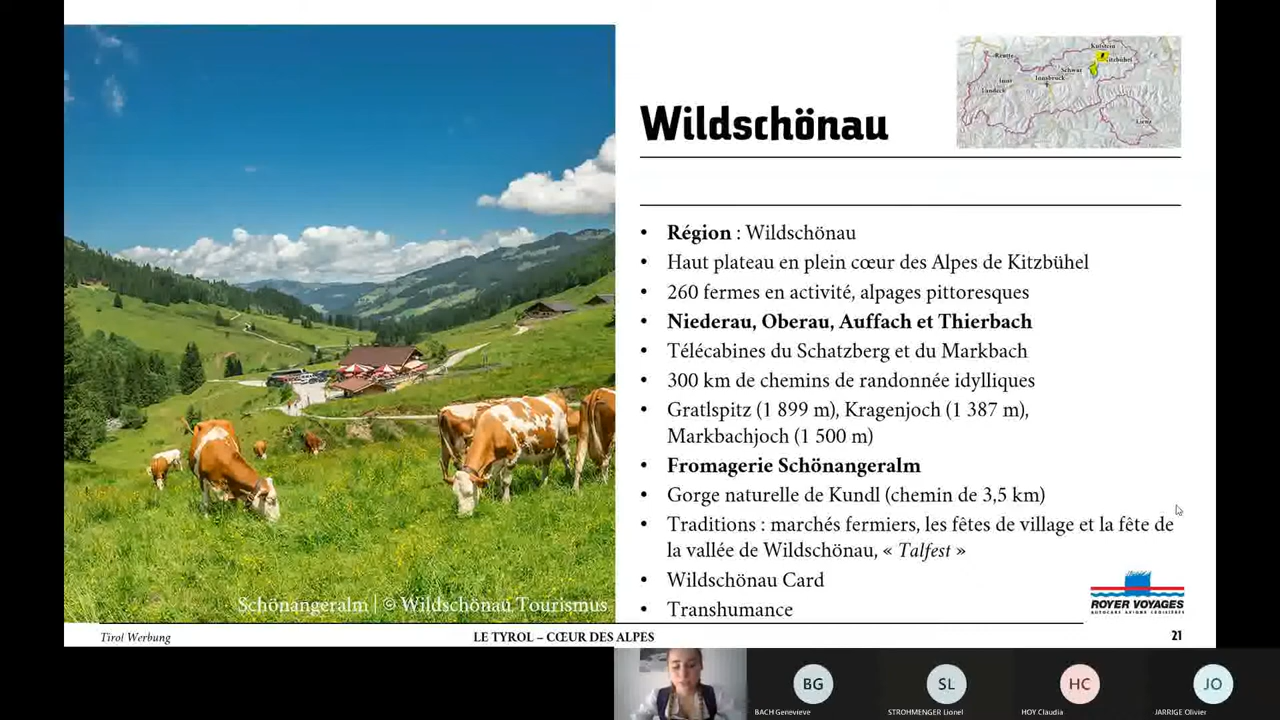 Wildschönau
Kufstein
Reutte
Kitzbühel
Schwaz
Imst
Innsbruck
Landeck
Lienz
• Région : Wildschönau
• Haut plateau en plein cœur des Alpes de Kitzbühel
• 260 fermes en activité, alpages pittoresques
• Niederau, Oberau, Auffach et Thierbach
• Télécabines du Schatzberg et du Markbach
• 300 km de chemins de randonnée idylliques
• Gratlspitz (1 899 m), Kragenjoch (1 387 m),
Markbachjoch (1 500 m)
• Fromagerie Schönangeralm
• Gorge naturelle de Kundl (chemin de 3,5 km)
• Traditions : marchés fermiers, les fêtes de village et la fête de
la vallée de Wildschönau, « Talfest »
• Wildschönau Card
• Transhumance
Schönangeralm | © Wildschönau Tourismus
ROYER VOYAGES
AUTOCARS AVIONS CROISIÈRES
Tirol Werbung
LE TYROL – CŒUR DES ALPES
21
BG
SL
HC
JO
BACH Genevieve
STROHMENGER Lionel
HOY Claudia
JARRIGE Olivier